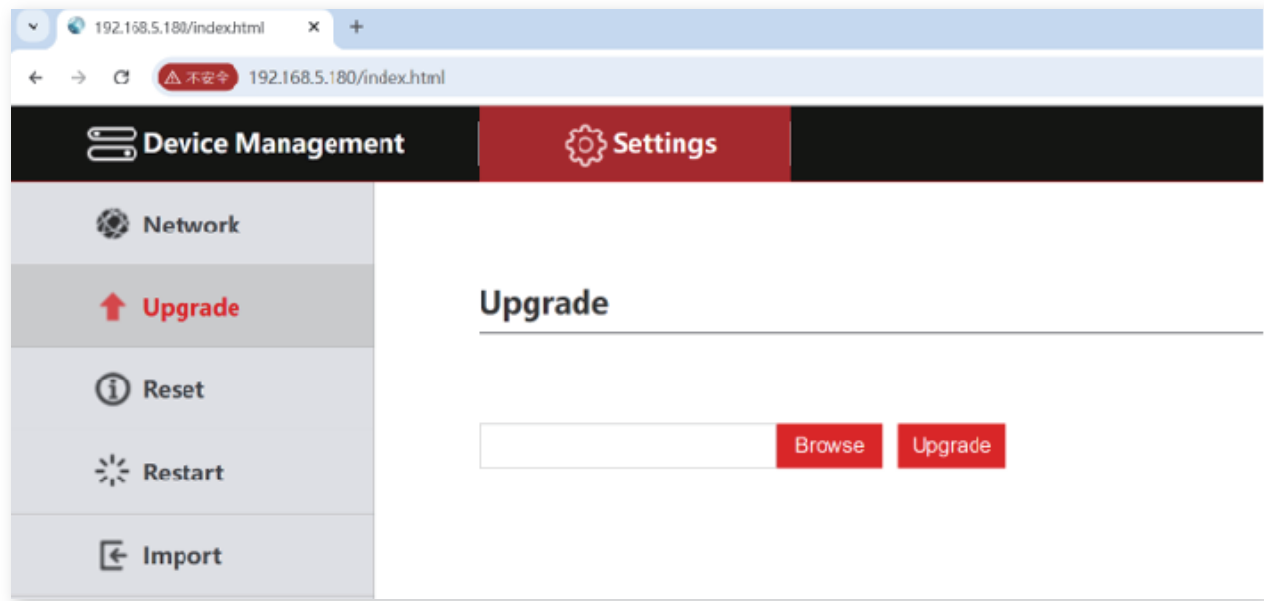 192.168.5.180/index.html
不安全 192.168.5.180/index.html
Device Management
Settings
Network
Upgrade
Reset
Restart
Import
Upgrade
Browse
Upgrade